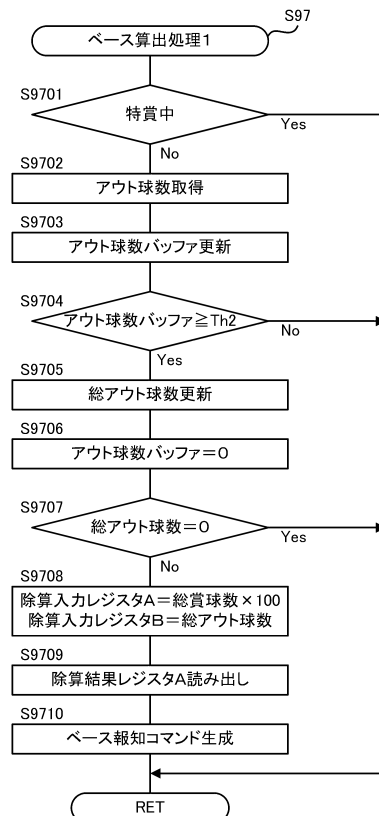 S97
ベース算出処理1
S9701
特賞中
Yes
No
S9702
アウト球数取得
S9703
アウト球数バッファ更新
S9704
アウト球数バッファ≧Th2
No
Yes
S9705
総アウト球数更新
S9706
アウト球数バッファ=0
S9707
総アウト球数=0
Yes
No
S9708
除算入力レジスタA=総賞球数×100
除算入力レジスタB=総アウト球数
S9709
除算結果レジスタA読み出し
S9710
ベース報知コマンド生成
RET